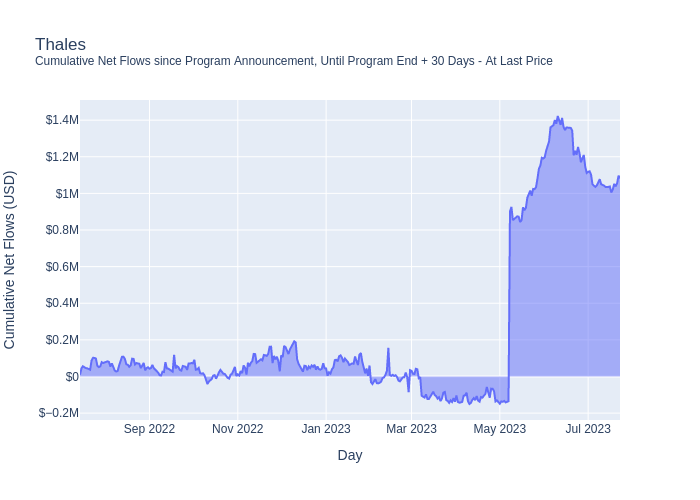 Thales
Cumulative Net Flows since Program Announcement, Until Program End + 30 Days - At Last Price
Cumulative Net Flows (USD)
$1.4M
$1.2M
$1M
$0.8M
$0.6M
$0.4M
$0.2M
$0
$−0.2M
Sep 2022
Nov 2022
Jan 2023
Mar 2023
May 2023
Jul 2023
Day